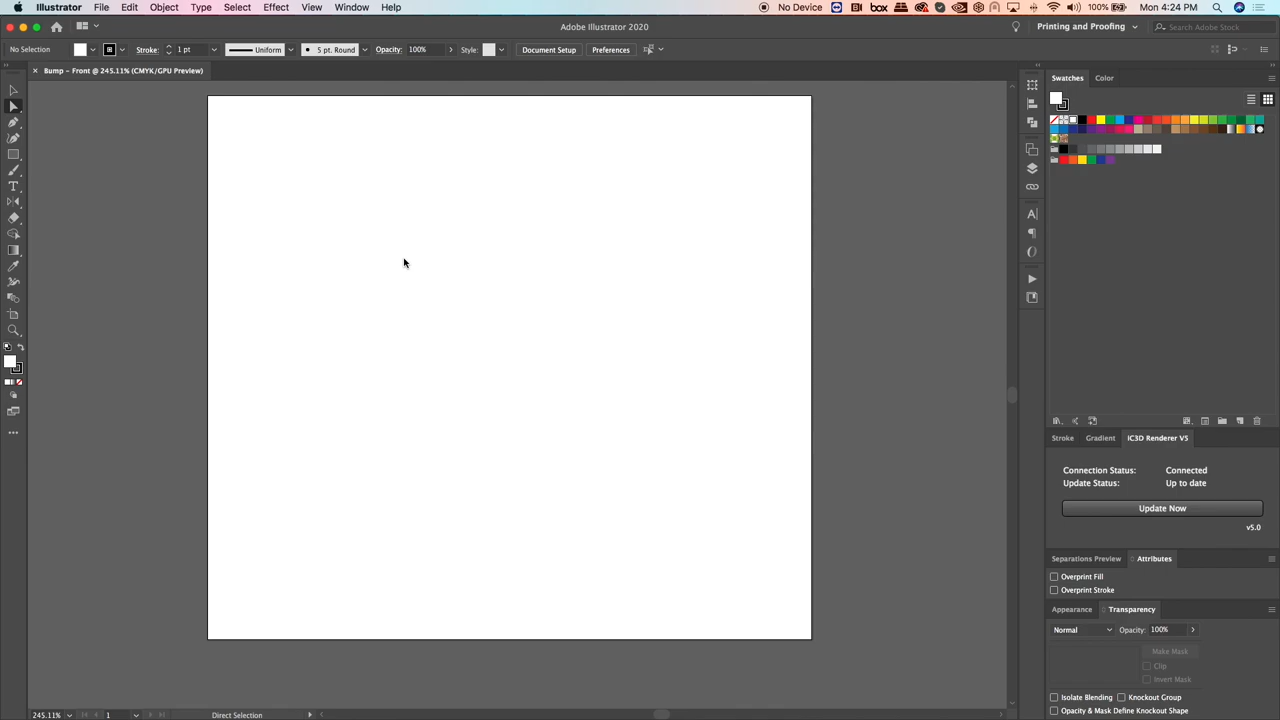 Illustrator File Edit Object Type Select Effect View Window Help No Device box 100% Mon 4:24 PM
Adobe Illustrator 2020 Printing and Proofing Search Adobe Stock
No Selection Stroke: 1 pt Uniform 5 pt. Round Opacity: 100% Style: Document Setup Preferences
× Bump - Front @ 245.11% (CMYK/GPU Preview)
Swatches Color
Stroke Gradient IC3D Renderer V5
Connection Status: Connected
Update Status: Up to date
Update Now
v5.0
Separations Preview Attributes
Overprint Fill
Overprint Stroke
Appearance Transparency
Normal Opacity: 100%
Make Mask
Clip
Invert Mask
Isolate Blending Knockout Group
Opacity & Mask Define Knockout Shape
245.11% 1 Direct Selection